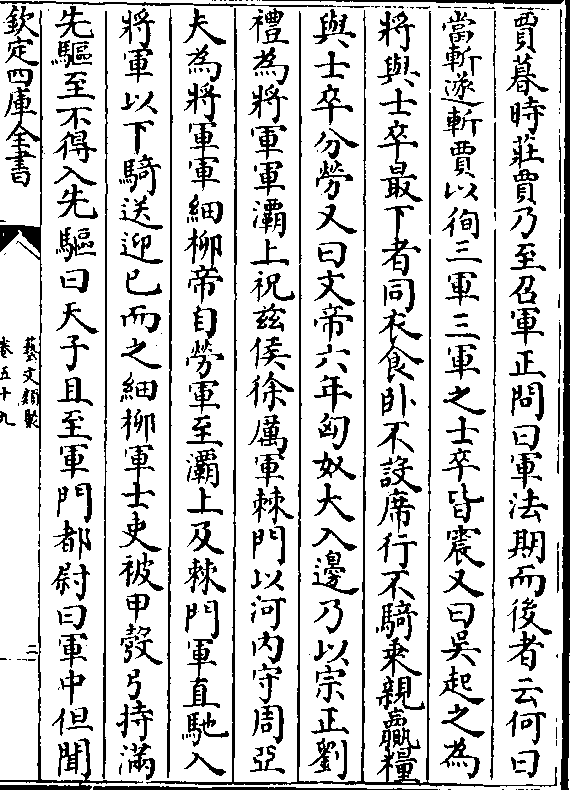 賈暮時莊賈乃至召軍正問曰軍法期而後者云何曰
當斬遂斬賈以徇三軍三軍之士卒皆震又曰吳起之為
將與士卒最下者同衣食卧不設席行不騎乘親贏糧
與士卒分勞又曰文帝六年匈奴大入邊乃以宗正劉
禮為將軍軍灞上祝兹侯徐厲軍棘門以河内守周亞
夫為將軍軍細柳帝自勞軍至灞上及棘門軍直馳入
將軍以下騎送迎已而之細柳軍士吏被甲彀弓持滿
先驅至不得入先驅曰天子且至軍門都尉曰軍中但聞
欽定四庫全書
藝文類聚
卷五十九
三